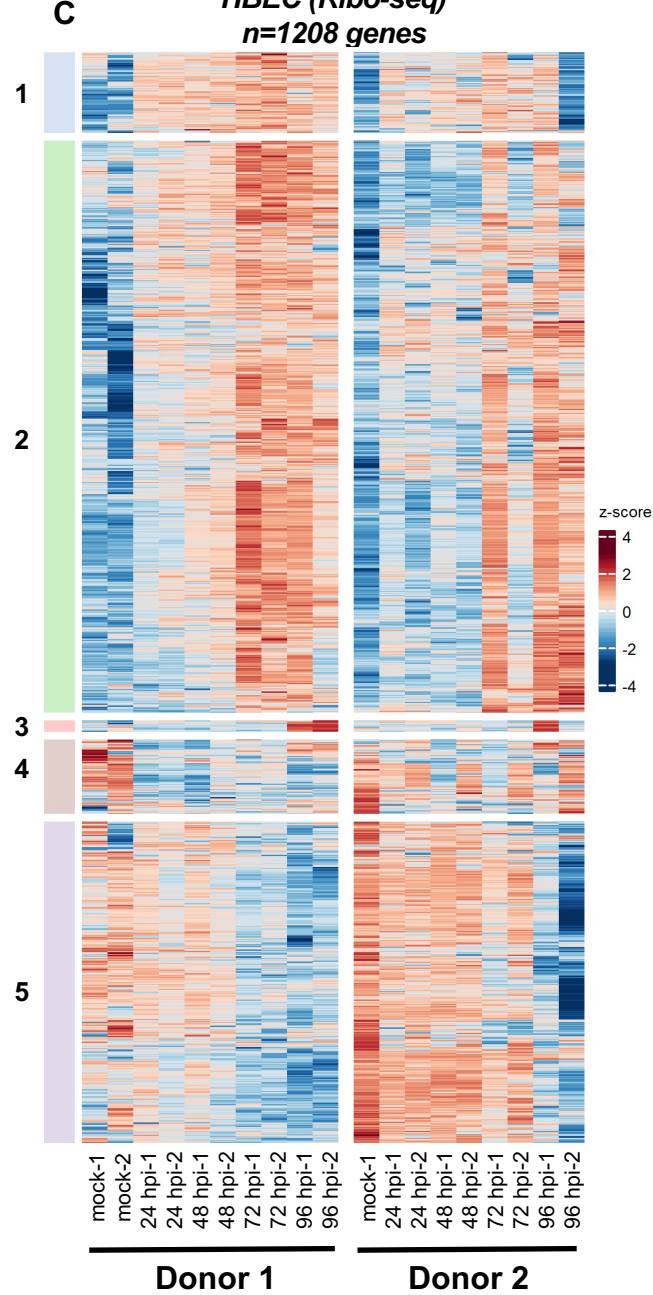 C
HBEC (Ribo-seq)
n=1208 genes
1
2
3
4
5
z-score
4
2
0
-2
-4
mock-1
mock-2
24 hpi-1
24 hpi-2
48 hpi-1
48 hpi-2
72 hpi-1
72 hpi-2
96 hpi-1
96 hpi-2
mock-1
24 hpi-1
24 hpi-2
48 hpi-1
48 hpi-2
72 hpi-1
72 hpi-2
96 hpi-1
96 hpi-2
Donor 1
Donor 2